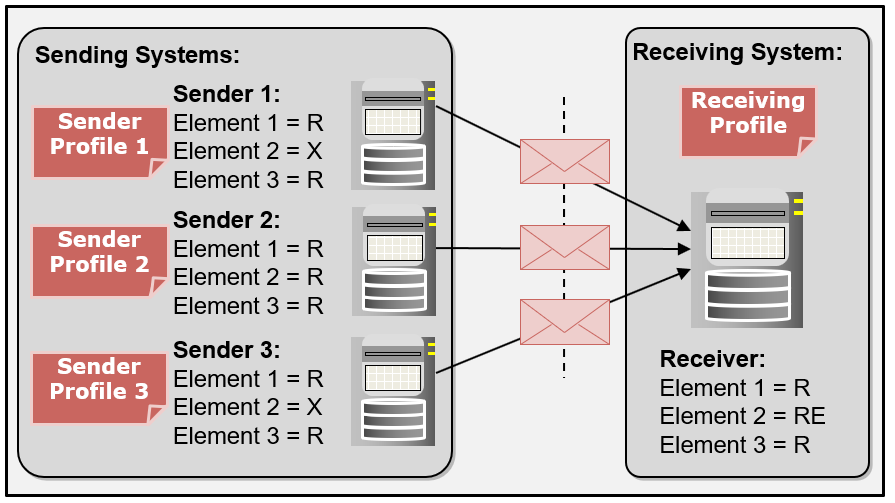 Sending Systems:
Sender
Profile 1
Sender 1:
Element 1 = R
Element 2 = X
Element 3 = R
Sender
Profile 2
Sender 2:
Element 1 = R
Element 2 = R
Element 3 = R
Sender
Profile 3
Sender 3:
Element 1 = R
Element 2 = X
Element 3 = R
Receiving System:
Receiving
Profile
Receiver:
Element 1 = R
Element 2 = RE
Element 3 = R